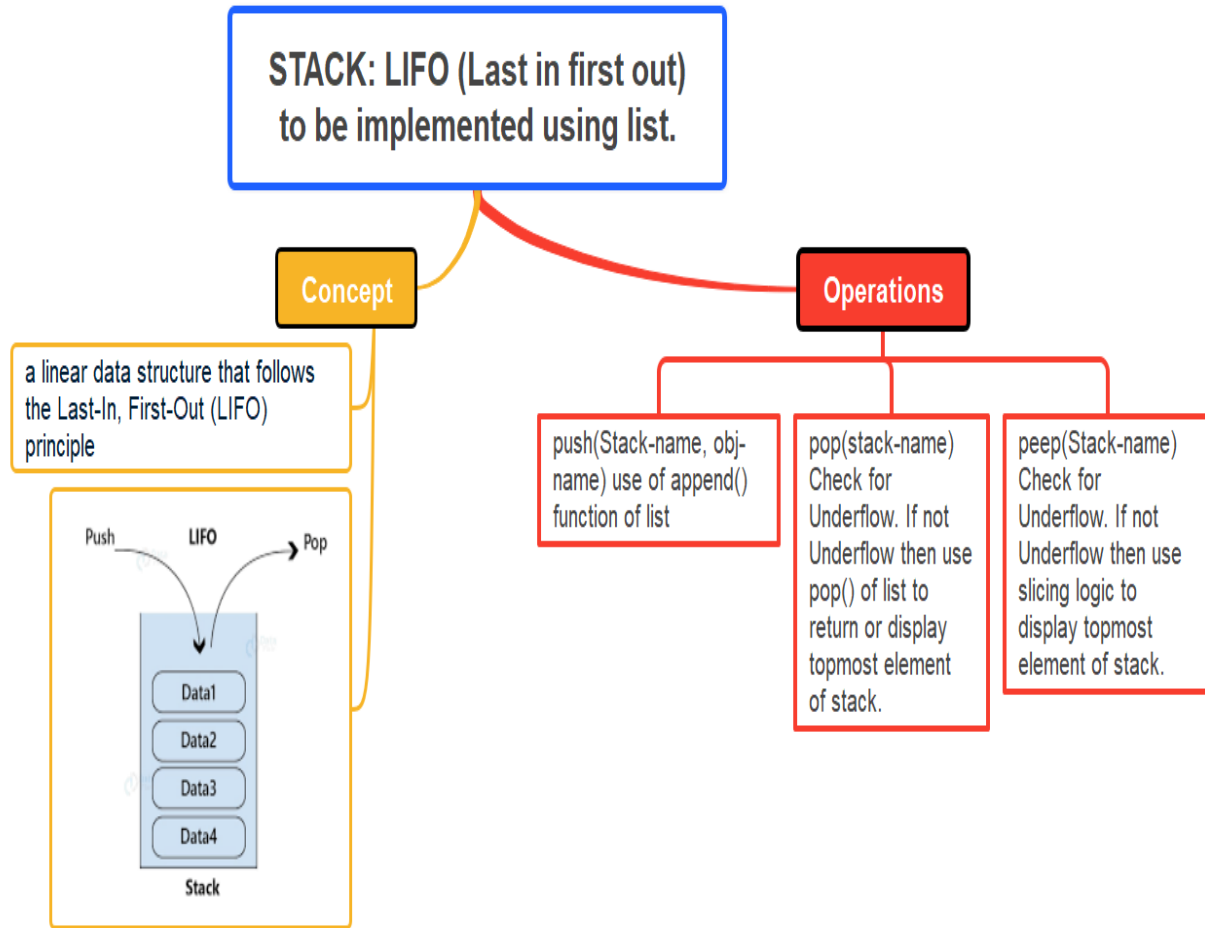 STACK: LIFO (Last in first out)
to be implemented using list.
Concept
Operations
a linear data structure that follows
the Last-In, First-Out (LIFO)
principle
Push
LIFO
Pop
Data1
Data2
Data3
Data4
Stack
push(Stack-name, obj-
name) use of append()
function of list
pop(stack-name)
Check for
Underflow. If not
Underflow then use
pop() of list to
return or display
topmost element
of stack.
peep(Stack-name)
Check for
Underflow. If not
Underflow then use
slicing logic to
display topmost
element of stack.